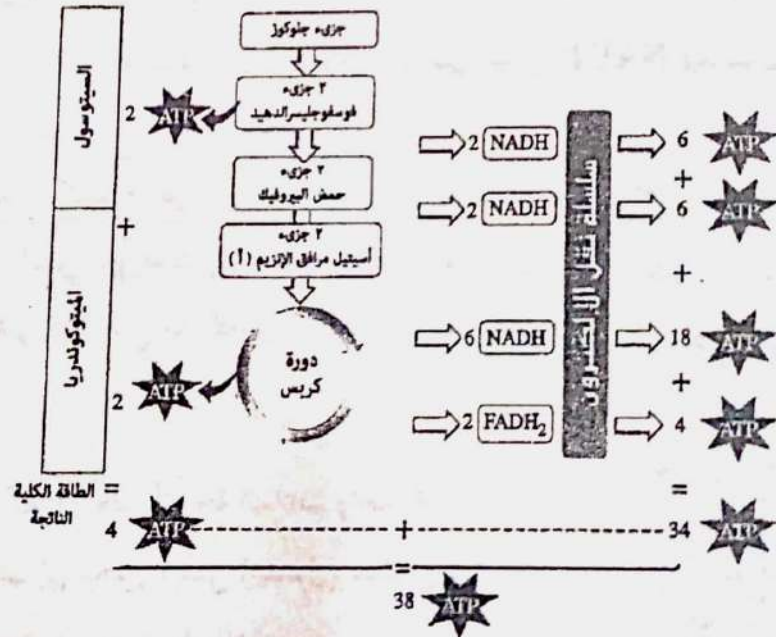 جزيء جلوكوز
السيتوسول
2 ATP
٢ جزيء
فوسفوجليسرالدهيد
2 NADH
6 ATP
+
٢ جزيء
حمض البيروفيك
2 NADH
6 ATP
سلسلة نقل الإلكترون
+
٢ جزيء
أسيتيل مرافق الإنزيم (أ)
+
الميتوكوندريا
دورة
كربس
6 NADH
18 ATP
+
2 ATP
2 FADH2
4 ATP
الطاقة الكلية
الناتجة
=
=
4 ATP + 34 ATP
=
38 ATP